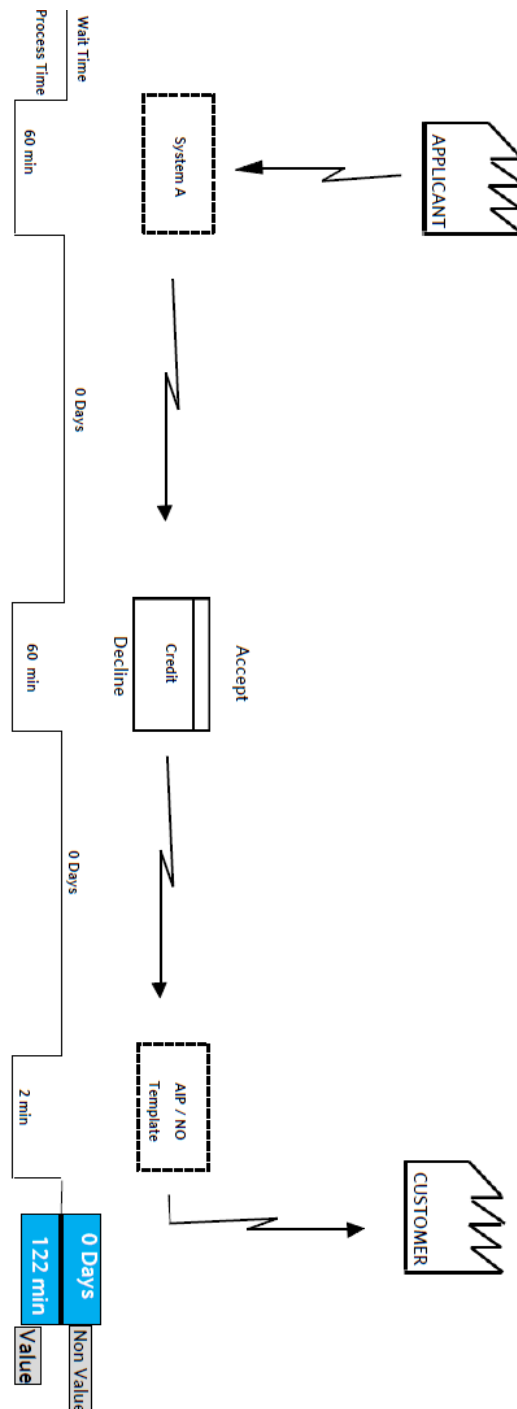 APPLICANT
CUSTOMER
Accept
System A
Credit
AIP / NO
Template
Decline
Wait Time
0 Days
0 Days
0 Days
Non Value
Process Time
60 min
60 min
2 min
122 min
Value